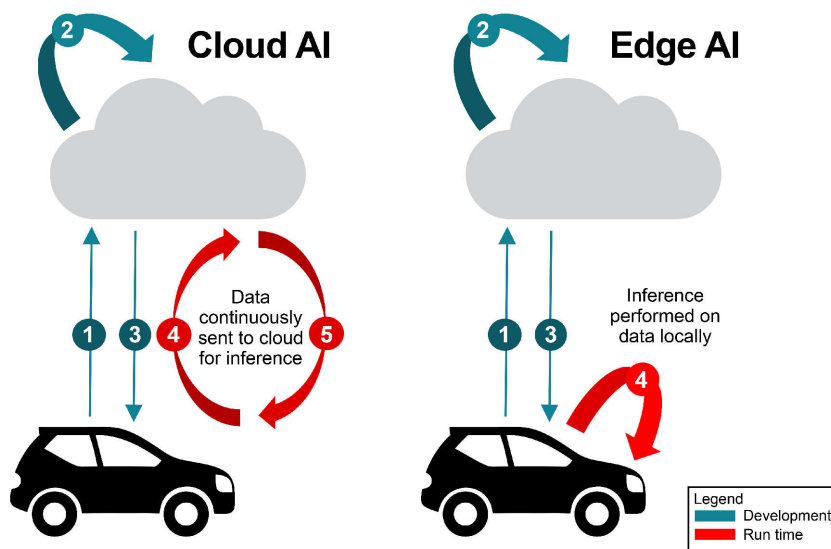 Cloud AI
2
1
3
4
Data
continuously
sent to cloud
for inference
5
Edge AI
2
1
3
Inference
performed on
data locally
4
Legend
Development
Run time